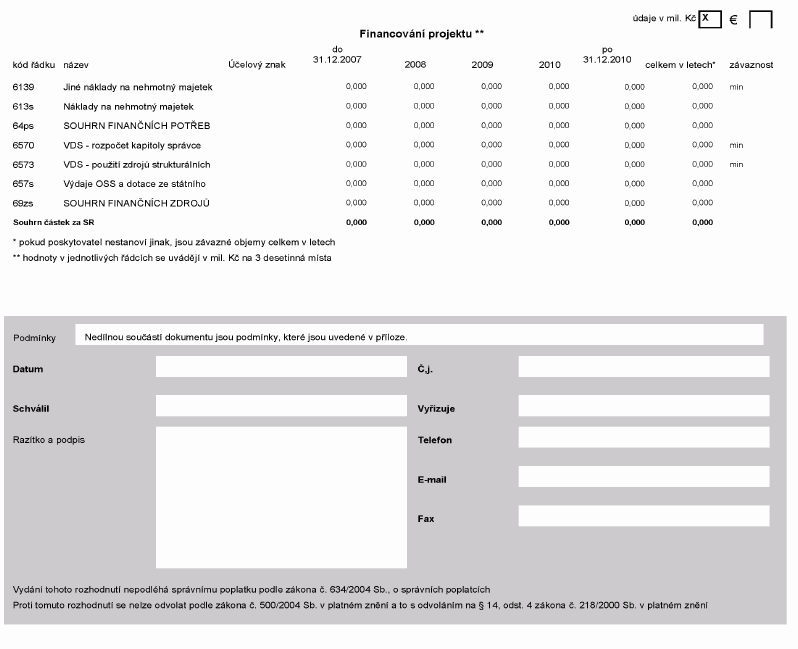 údaje v mil. Kč X €
Financování projektu **
kód řádku název Účelový znak do 31.12.2007 2008 2009 2010 po 31.12.2010 celkem v letech* závaznost
6139 Jiné náklady na nehmotný majetek 0,000 0,000 0,000 0,000 0,000 0,000 min
613s Náklady na nehmotný majetek 0,000 0,000 0,000 0,000 0,000 0,000
64ps SOUHRN FINANČNÍCH POTŘEB 0,000 0,000 0,000 0,000 0,000 0,000
6570 VDS - rozpočet kapitoly správce 0,000 0,000 0,000 0,000 0,000 0,000 min
6573 VDS - použití zdrojů strukturálních 0,000 0,000 0,000 0,000 0,000 0,000 min
657s Výdaje OSS a dotace ze státního 0,000 0,000 0,000 0,000 0,000 0,000
69zs SOUHRN FINANČNÍCH ZDROJŮ 0,000 0,000 0,000 0,000 0,000 0,000
Souhrn částek za SR 0,000 0,000 0,000 0,000 0,000 0,000
* pokud poskytovatel nestanoví jinak, jsou závazné objemy celkem v letech
** hodnoty v jednotlivých řádcích se uvádějí v mil. Kč na 3 desetinná místa
Podmínky Nedílnou součástí dokumentu jsou podmínky, které jsou uvedené v příloze.
Datum Č.j.
Schválil Vyřizuje
Razítko a podpis Telefon
E-mail
Fax
Vydání tohoto rozhodnutí nepodléhá správnímu poplatku podle zákona č. 634/2004 Sb., o správních poplatcích
Proti tomuto rozhodnutí se nelze odvolat podle zákona č. 500/2004 Sb. v platném znění a to s odvoláním na § 14, odst. 4 zákona č. 218/2000 Sb. v platném znění